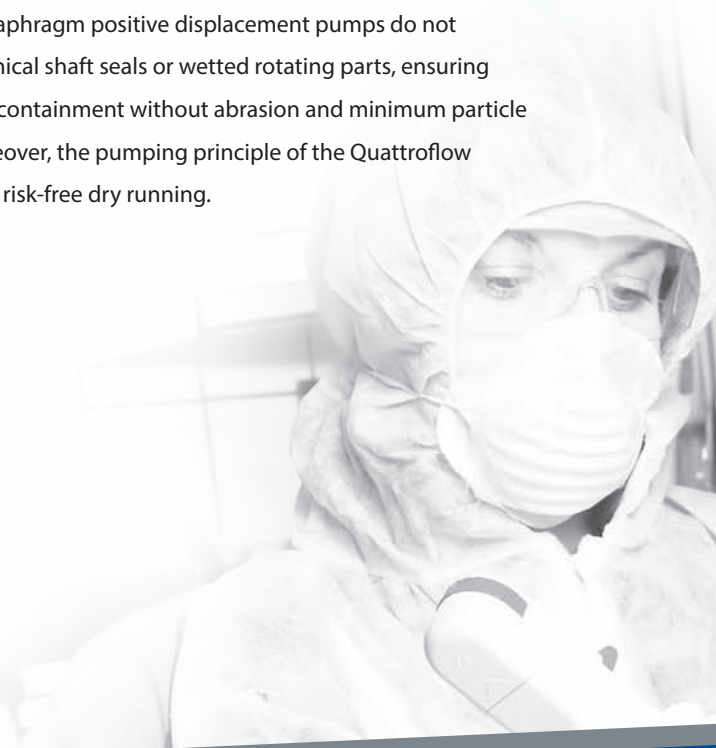 aphragm positive displacement pumps do not
nical shaft seals or wetted rotating parts, ensuring
containment without abrasion and minimum particle
eover, the pumping principle of the Quattroflow
risk-free dry running.